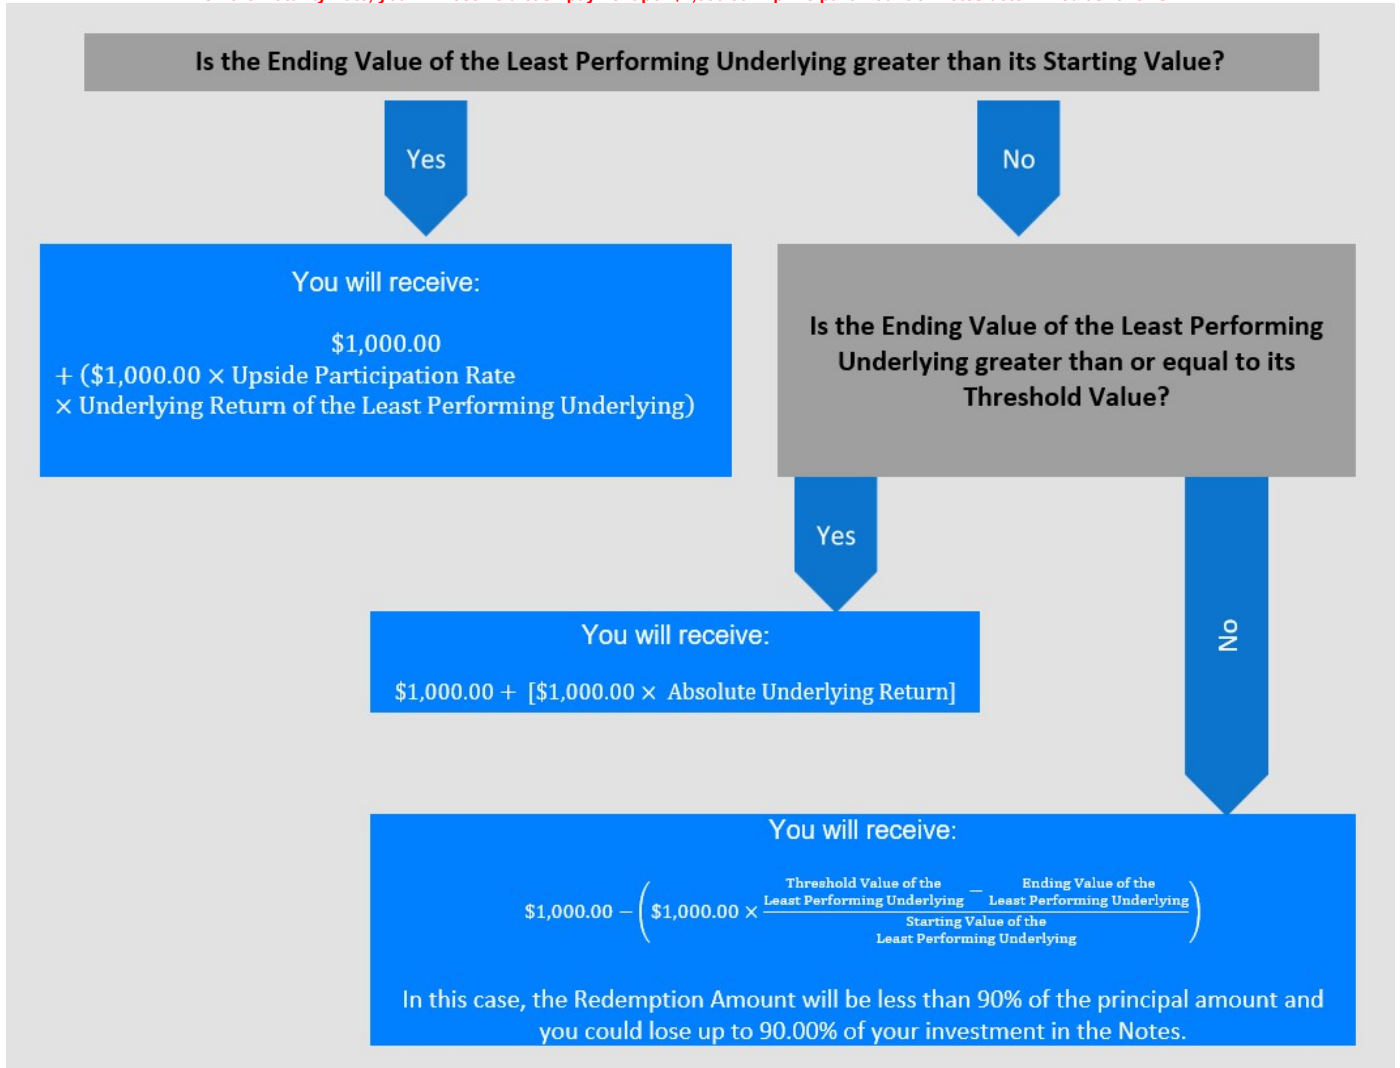 Is the Ending Value of the Least Performing Underlying greater than its Starting Value?
Yes
No
You will receive:
$1,000.00
+ ($1,000.00 × Upside Participation Rate
× Underlying Return of the Least Performing Underlying)
Is the Ending Value of the Least Performing
Underlying greater than or equal to its
Threshold Value?
Yes
No
You will receive:
$1,000.00 + [$1,000.00 × Absolute Underlying Return]
You will receive:
Threshold Value of the Ending Value of the
$1,000.00 − ($1,000.00 × Least Performing Underlying − Least Performing Underlying)
Starting Value of the
Least Performing Underlying
In this case, the Redemption Amount will be less than 90% of the principal amount and
you could lose up to 90.00% of your investment in the Notes.